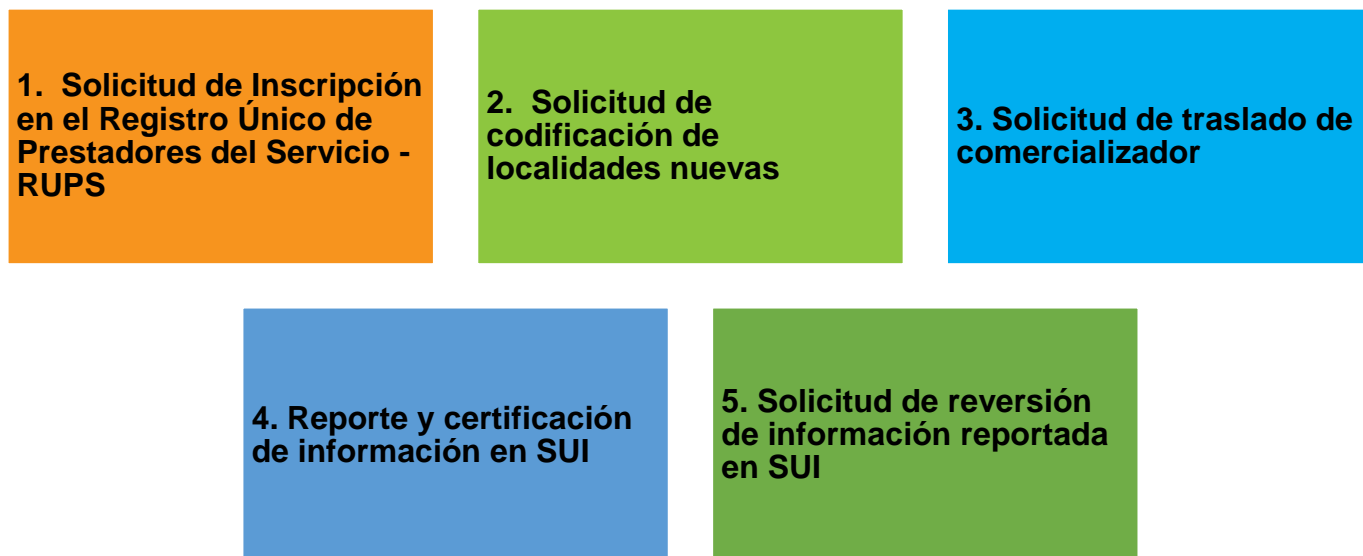 1. Solicitud de Inscripción
en el Registro Único de
Prestadores del Servicio -
RUPS
2. Solicitud de
codificación de
localidades nuevas
3. Solicitud de traslado de
comercializador
4. Reporte y certificación
de información en SUI
5. Solicitud de reversión
de información reportada
en SUI